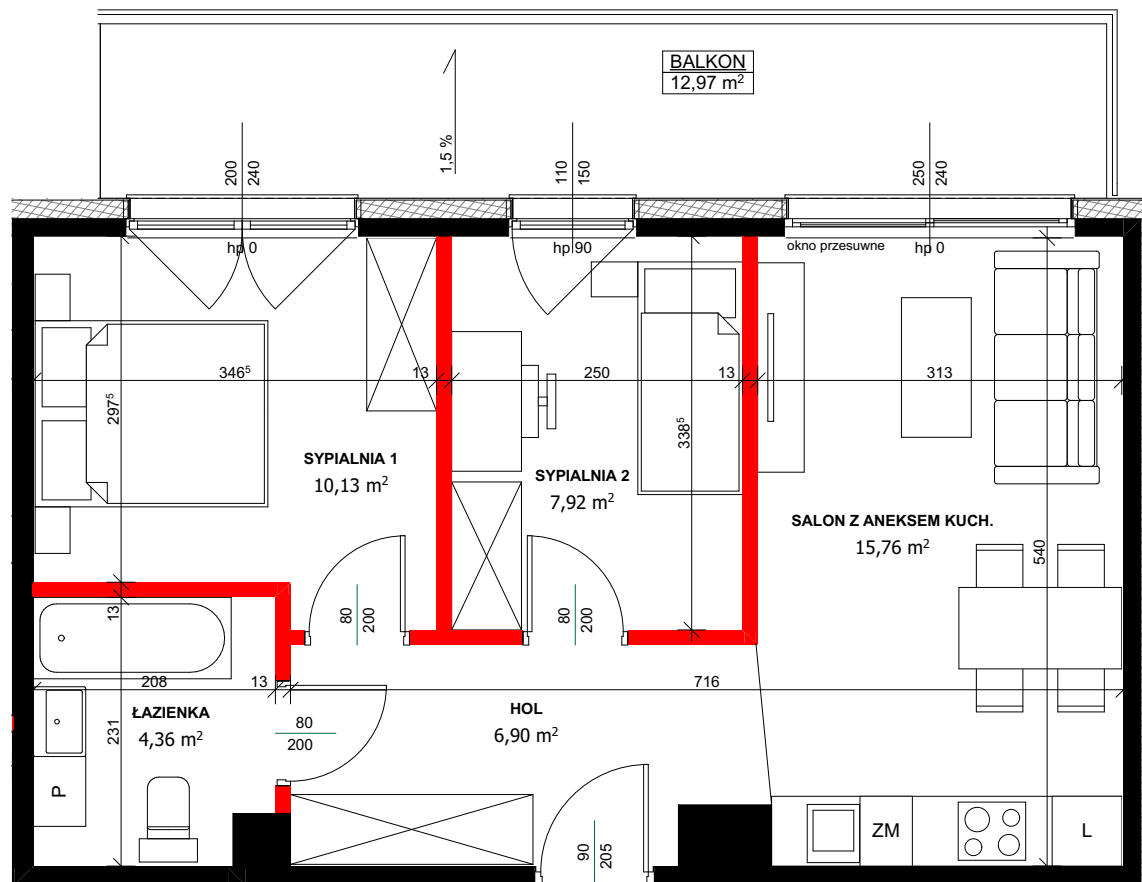 BALKON
12,97 m²
1,5 %
200
240
110
150
250
240
hp 0
hp 90
okno przesuwne
hp 0
346⁵
13
250
13
313
297⁵
338⁵
540
SYPIALNIA 1
10,13 m²
SYPIALNIA 2
7,92 m²
SALON Z ANEKSEM KUCH.
15,76 m²
80
200
80
200
13
208
13
716
231
ŁAZIENKA
4,36 m²
80
200
HOL
6,90 m²
P
90
205
ZM
L